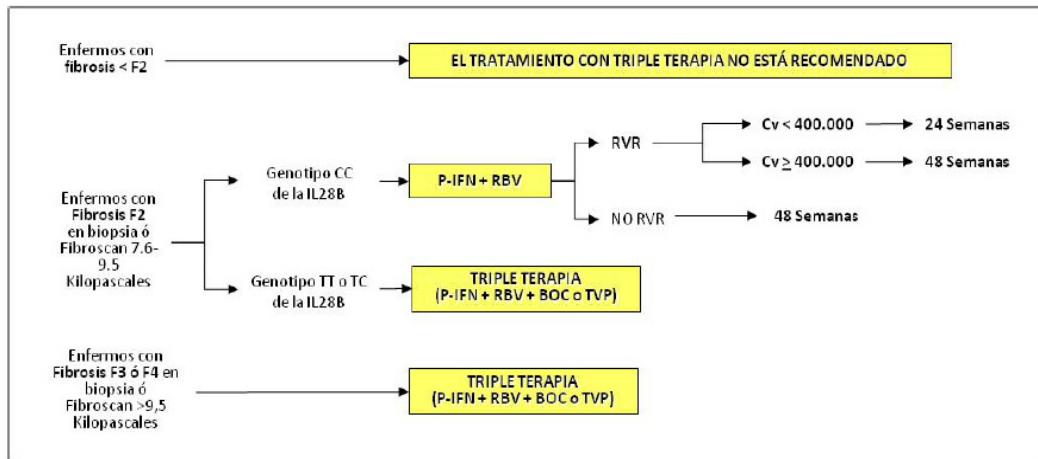 Enfermos con
fibrosis < F2
EL TRATAMIENTO CON TRIPLE TERAPIA NO ESTÁ RECOMENDADO
Enfermos con
Fibrosis F2
en biopsia ó
Fibroscan 7.6-
9.5
Kilopascales
Genotipo CC
de la IL28B
P-IFN + RBV
RVR
Cv < 400.000
24 Semanas
Cv ≥ 400.000
48 Semanas
NO RVR
48 Semanas
Genotipo TT o TC
de la IL28B
TRIPLE TERAPIA
(P-IFN + RBV + BOC o TVP)
Enfermos con
Fibrosis F3 ó F4 en
biopsia ó
Fibroscan >9,5
Kilopascales
TRIPLE TERAPIA
(P-IFN + RBV + BOC o TVP)